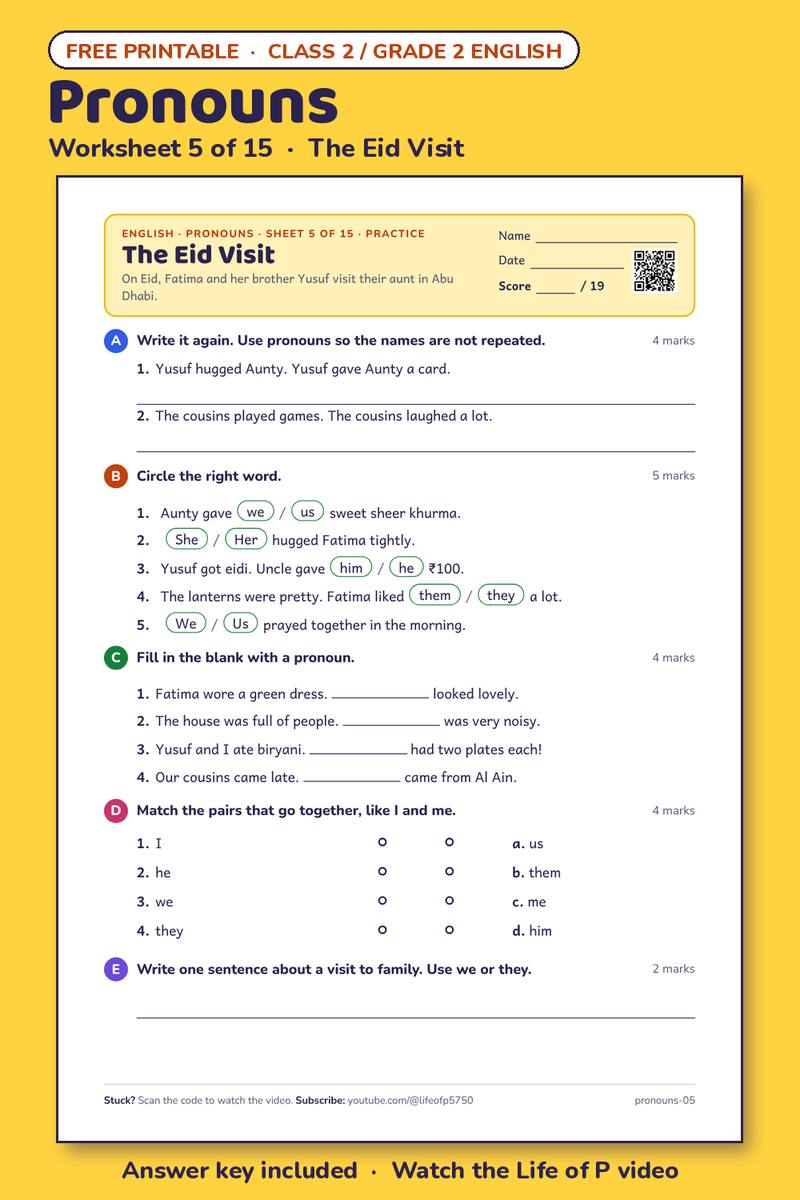 FREE PRINTABLE · CLASS 2 / GRADE 2 ENGLISH
Pronouns
Worksheet 5 of 15 · The Eid Visit
ENGLISH · PRONOUNS · SHEET 5 OF 15 · PRACTICE
The Eid Visit
On Eid, Fatima and her brother Yusuf visit their aunt in Abu
Dhabi.
Name
Date
Score / 19
A Write it again. Use pronouns so the names are not repeated. 4 marks
1. Yusuf hugged Aunty. Yusuf gave Aunty a card.
2. The cousins played games. The cousins laughed a lot.
B Circle the right word. 5 marks
1. Aunty gave we / us sweet sheer khurma.
2. She / Her hugged Fatima tightly.
3. Yusuf got eidi. Uncle gave him / he ₹100.
4. The lanterns were pretty. Fatima liked them / they a lot.
5. We / Us prayed together in the morning.
C Fill in the blank with a pronoun. 4 marks
1. Fatima wore a green dress. ____ looked lovely.
2. The house was full of people. ____ was very noisy.
3. Yusuf and I ate biryani. ____ had two plates each!
4. Our cousins came late. ____ came from Al Ain.
D Match the pairs that go together, like I and me. 4 marks
1. I a. us
2. he b. them
3. we c. me
4. they d. him
E Write one sentence about a visit to family. Use we or they. 2 marks
Stuck? Scan the code to watch the video. Subscribe: youtube.com/@lifeofp5750 pronouns-05
Answer key included · Watch the Life of P video